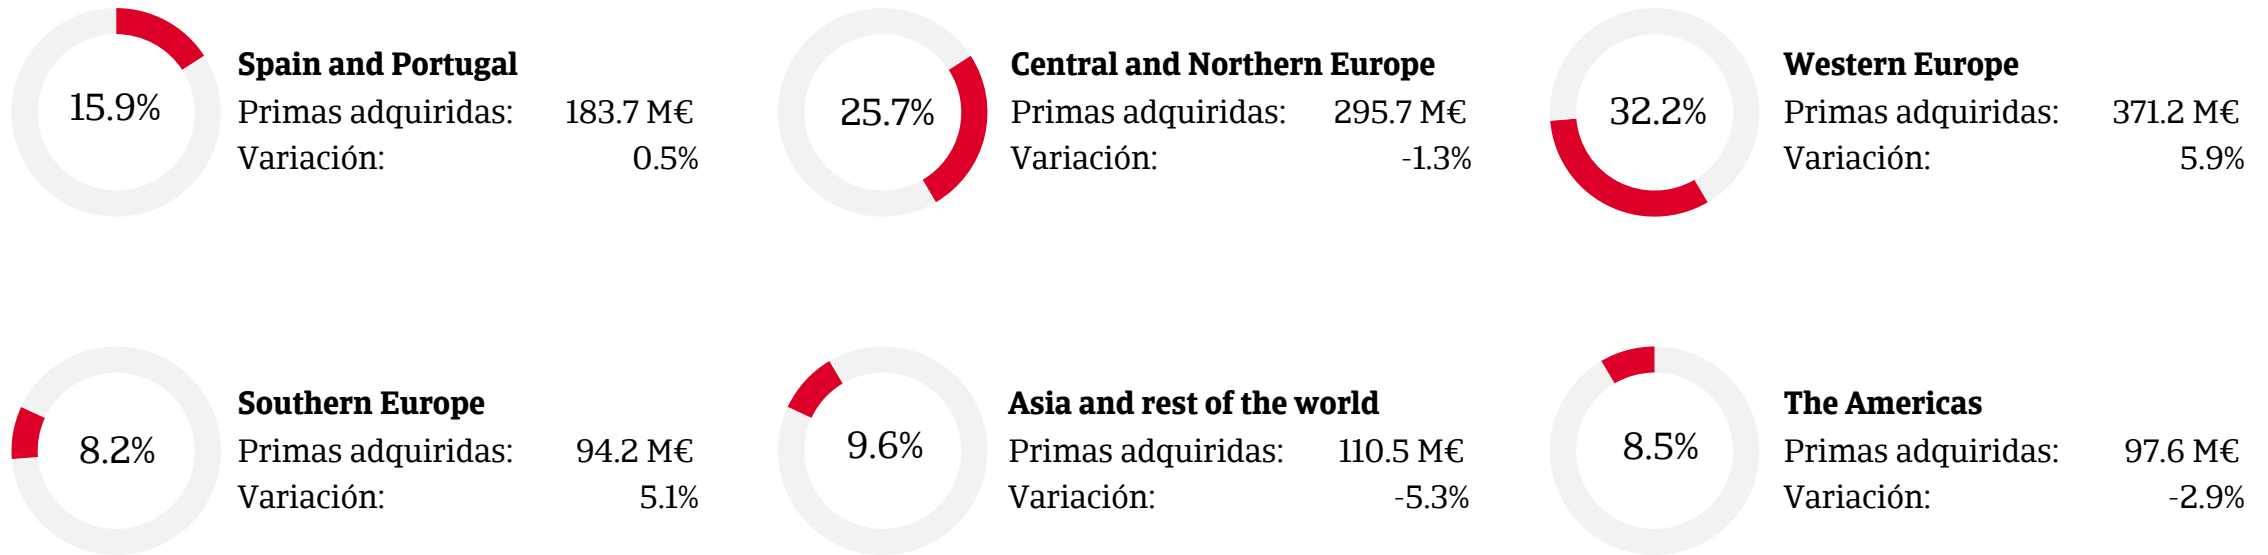 15.9%
Spain and Portugal
Primas adquiridas: 183.7 M€
Variación: 0.5%
25.7%
Central and Northern Europe
Primas adquiridas: 295.7 M€
Variación: -1.3%
32.2%
Western Europe
Primas adquiridas: 371.2 M€
Variación: 5.9%
8.2%
Southern Europe
Primas adquiridas: 94.2 M€
Variación: 5.1%
9.6%
Asia and rest of the world
Primas adquiridas: 110.5 M€
Variación: -5.3%
8.5%
The Americas
Primas adquiridas: 97.6 M€
Variación: -2.9%